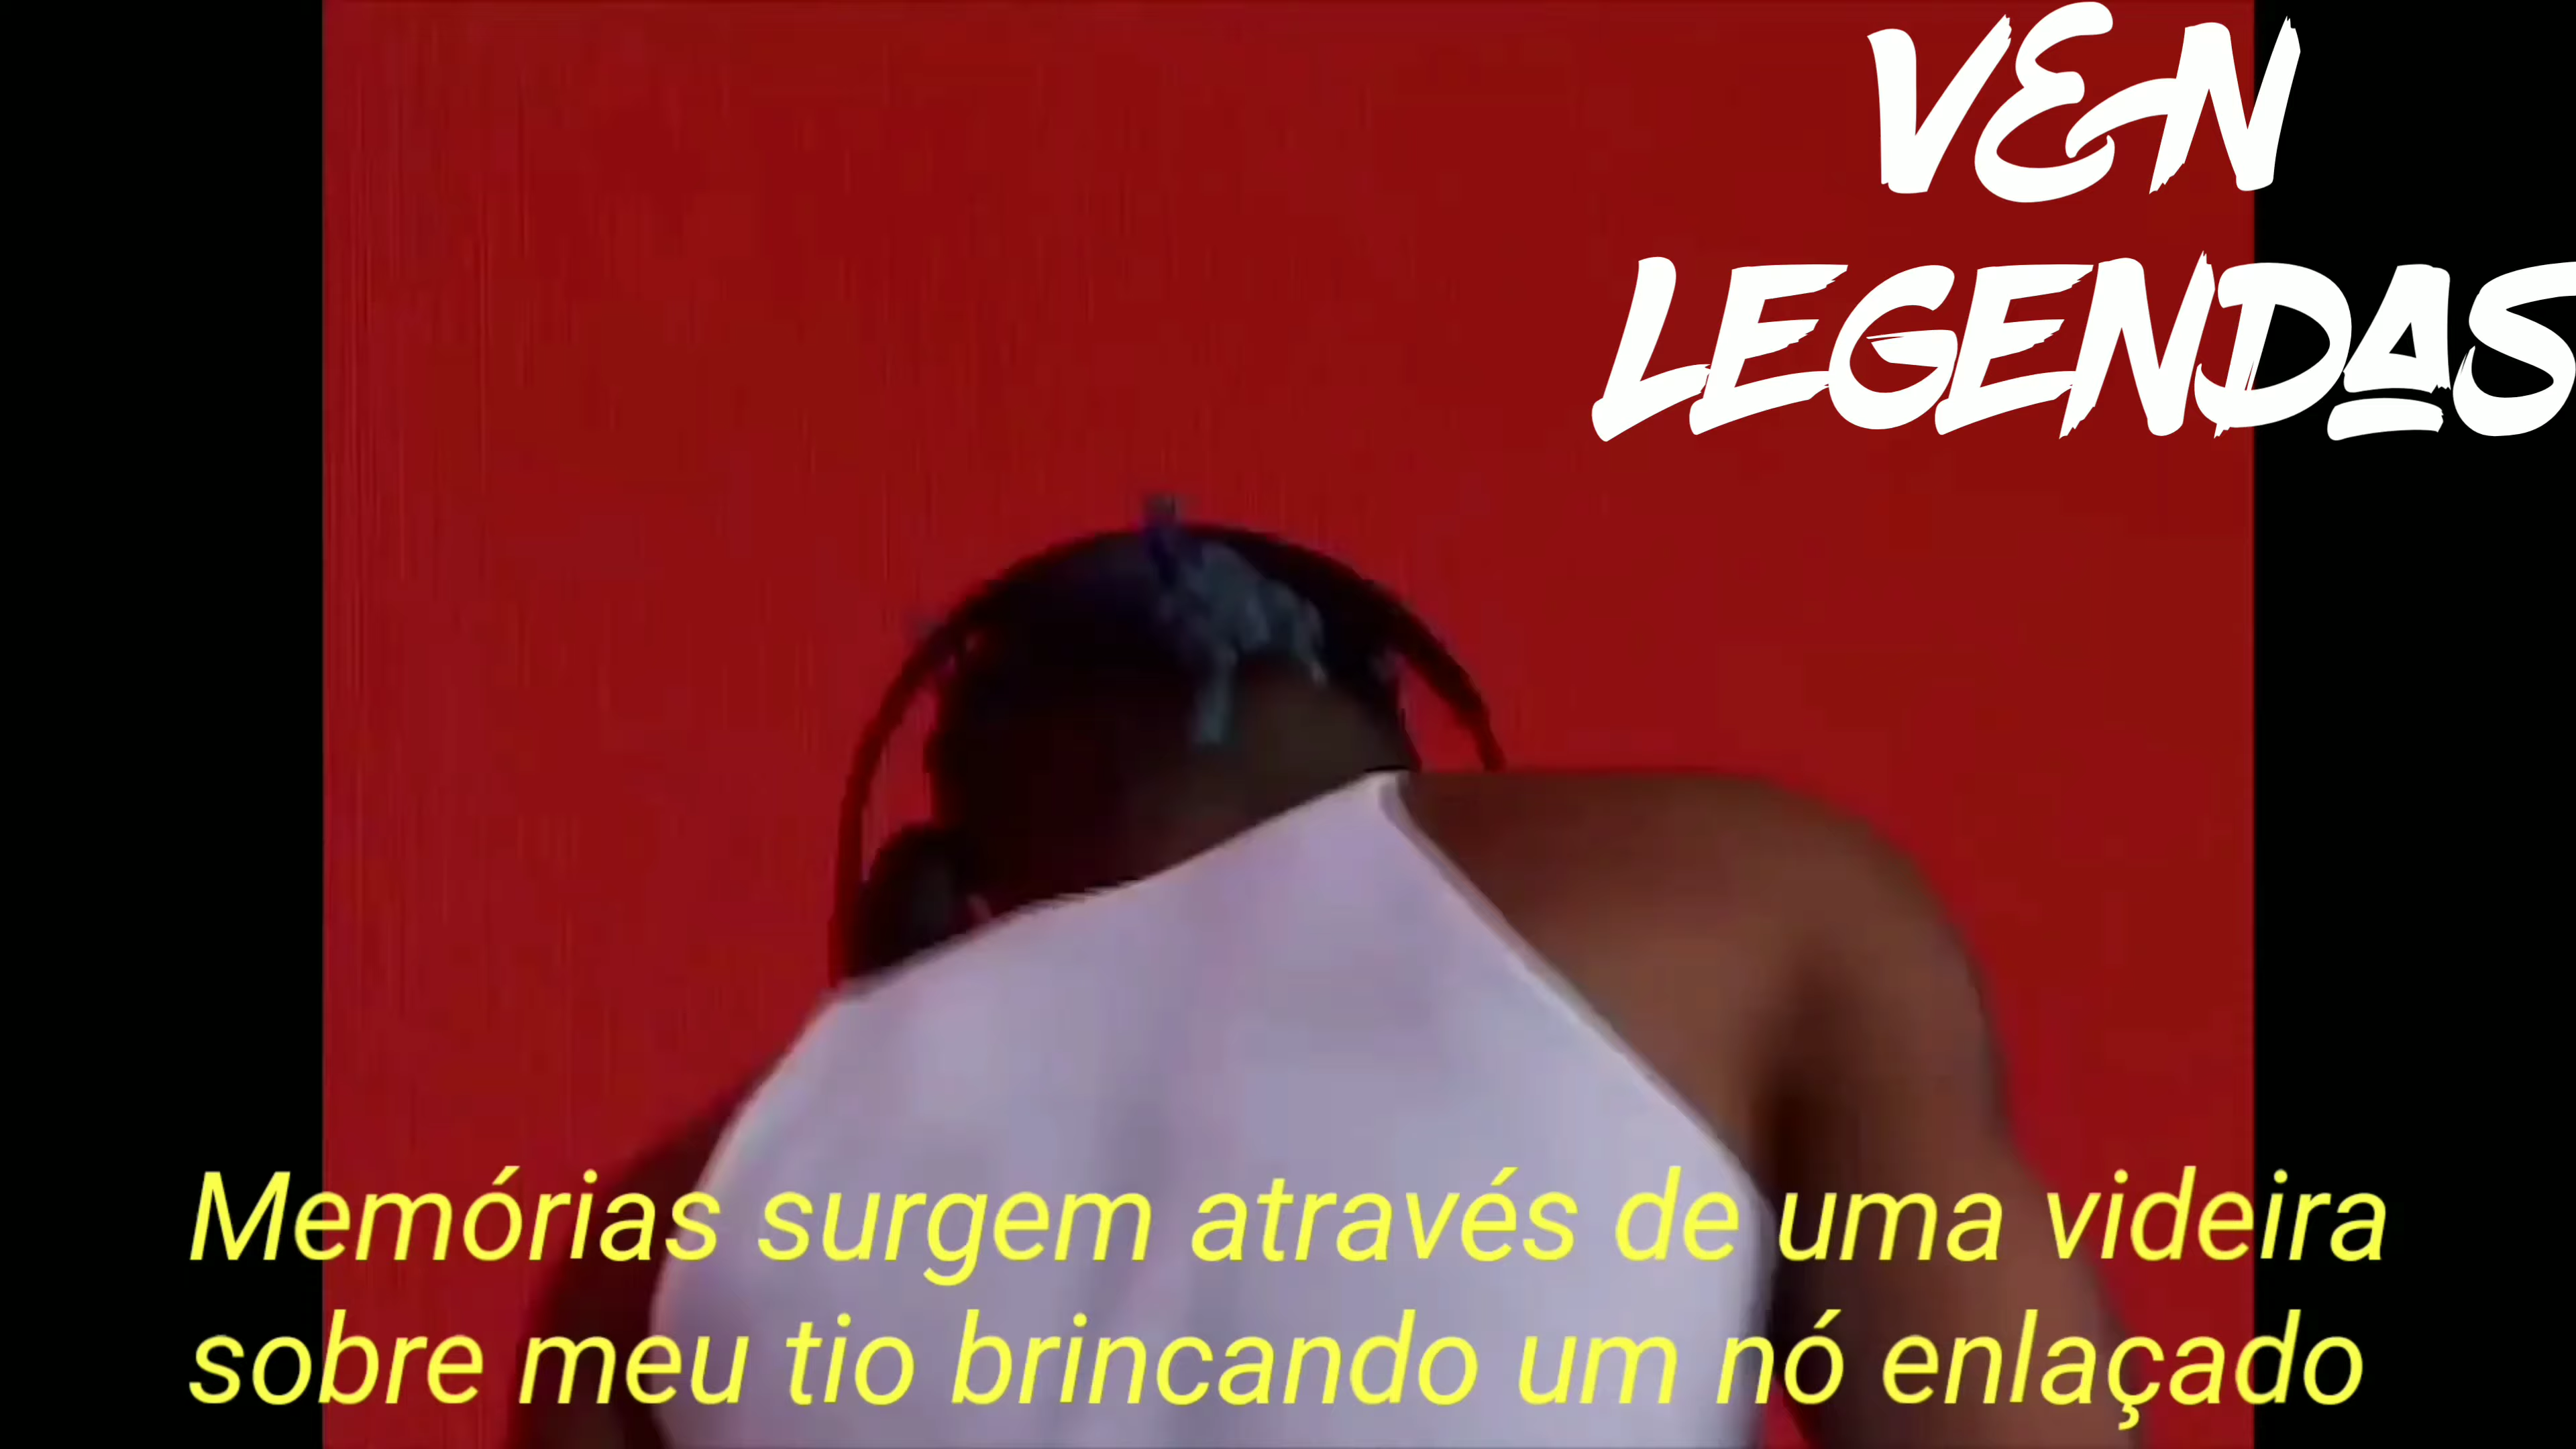 VEN
LEGENDAS
Memórias surgem através de uma videira
sobre meu tio brincando um nó enlaçado